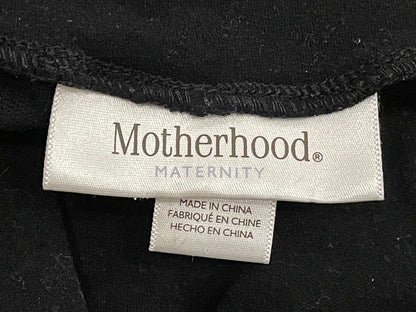 Motherhood®
MATERNITY
MADE IN CHINA
FABRIQUÉ EN CHINE
HECHO EN CHINA